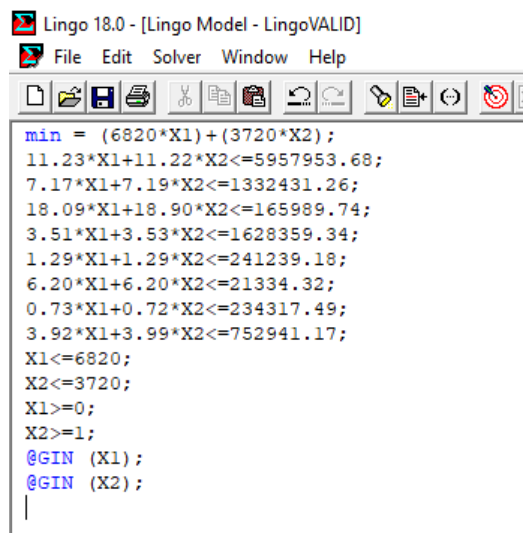 Lingo 18.0 - [Lingo Model - LingoVALID]
File Edit Solver Window Help
min = (6820*X1)+(3720*X2);
11.23*X1+11.22*X2<=5957953.68;
7.17*X1+7.19*X2<=1332431.26;
18.09*X1+18.90*X2<=165989.74;
3.51*X1+3.53*X2<=1628359.34;
1.29*X1+1.29*X2<=241239.18;
6.20*X1+6.20*X2<=21334.32;
0.73*X1+0.72*X2<=234317.49;
3.92*X1+3.99*X2<=752941.17;
X1<=6820;
X2<=3720;
X1>=0;
X2>=1;
@GIN (X1);
@GIN (X2);